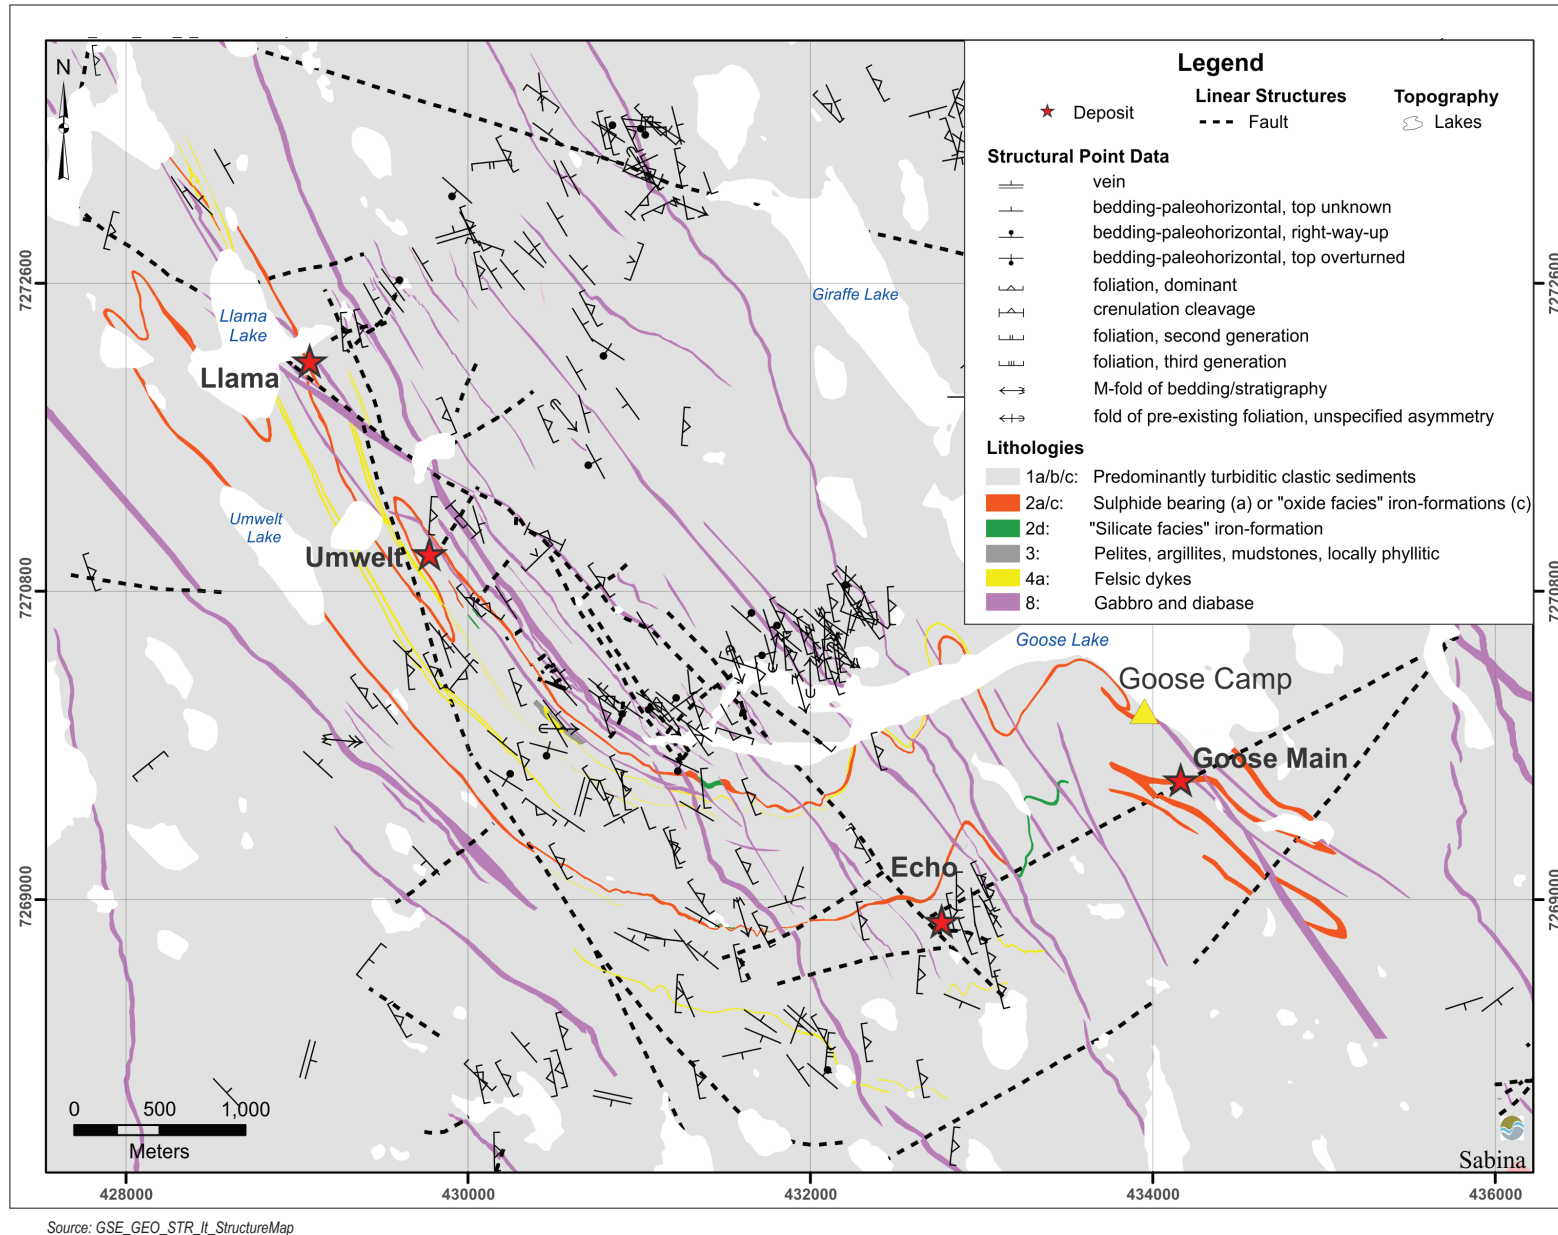 N
Legend
Deposit
Linear Structures
Fault
Topography
Lakes
Structural Point Data
vein
bedding-paleohorizontal, top unknown
bedding-paleohorizontal, right-way-up
bedding-paleohorizontal, top overturned
foliation, dominant
crenulation cleavage
foliation, second generation
foliation, third generation
M-fold of bedding/stratigraphy
fold of pre-existing foliation, unspecified asymmetry
Lithologies
1a/b/c: Predominantly turbiditic clastic sediments
2a/c: Sulphide bearing (a) or "oxide facies" iron-formations (c)
2d: "Silicate facies" iron-formation
3: Pelites, argillites, mudstones, locally phyllitic
4a: Felsic dykes
8: Gabbro and diabase
Giraffe Lake
Llama
Lake
Llama
Umwelt
Lake
Umwelt
Goose Lake
Goose Camp
Goose Main
Echo
7272600
7270800
7269000
7272600
7270800
7269000
0 500 1,000
Meters
Sabina
428000 430000 432000 434000 436000
Source: GSE_GEO_STR_It_StructureMap